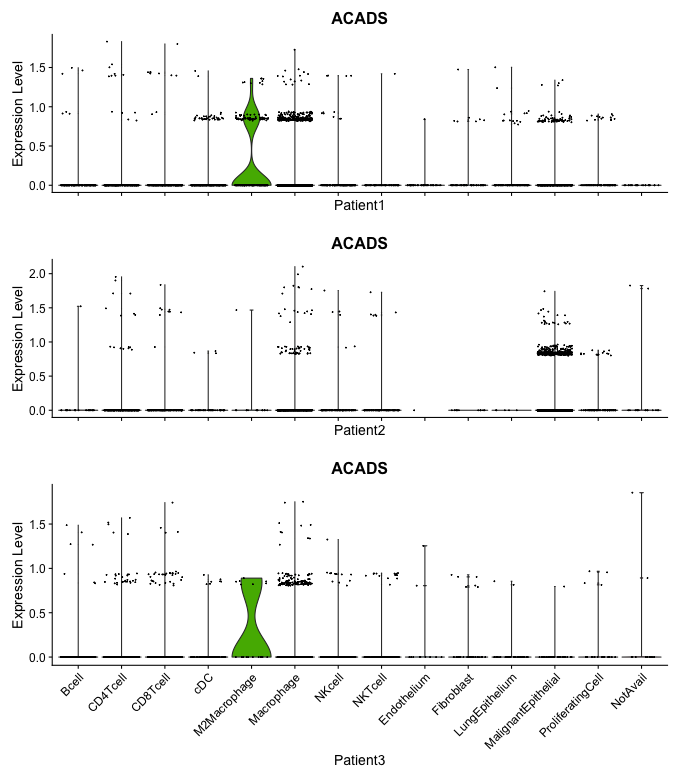 ACADS
Expression Level
1.5
1.0
0.5
0.0
Patient1
ACADS
Expression Level
2.0
1.5
1.0
0.5
0.0
Patient2
ACADS
Expression Level
1.5
1.0
0.5
0.0
Bcell
CD4Tcell
CD8Tcell
cDC
M2Macrophage
Macrophage
NKcell
NKTcell
Endothelium
Fibroblast
LungEpithelium
MalignantEpithelial
ProliferatingCell
NotAvail
Patient3